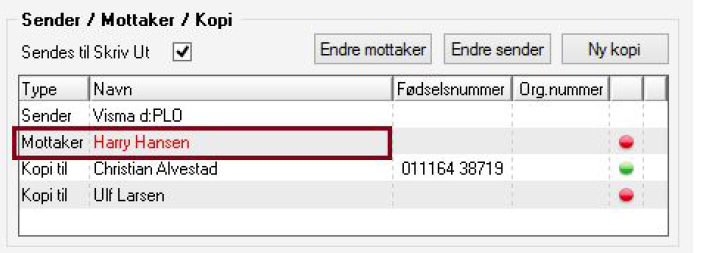 Sender / Mottaker / Kopi
Sendes til Skriv Ut Endre mottaker Endre sender Ny kopi
Type Navn Fødselsnummer Org.nummer
Sender Visma d:PLO
Mottaker Harry Hansen
Kopi til Christian Alvestad 011164 38719
Kopi til Ulf Larsen